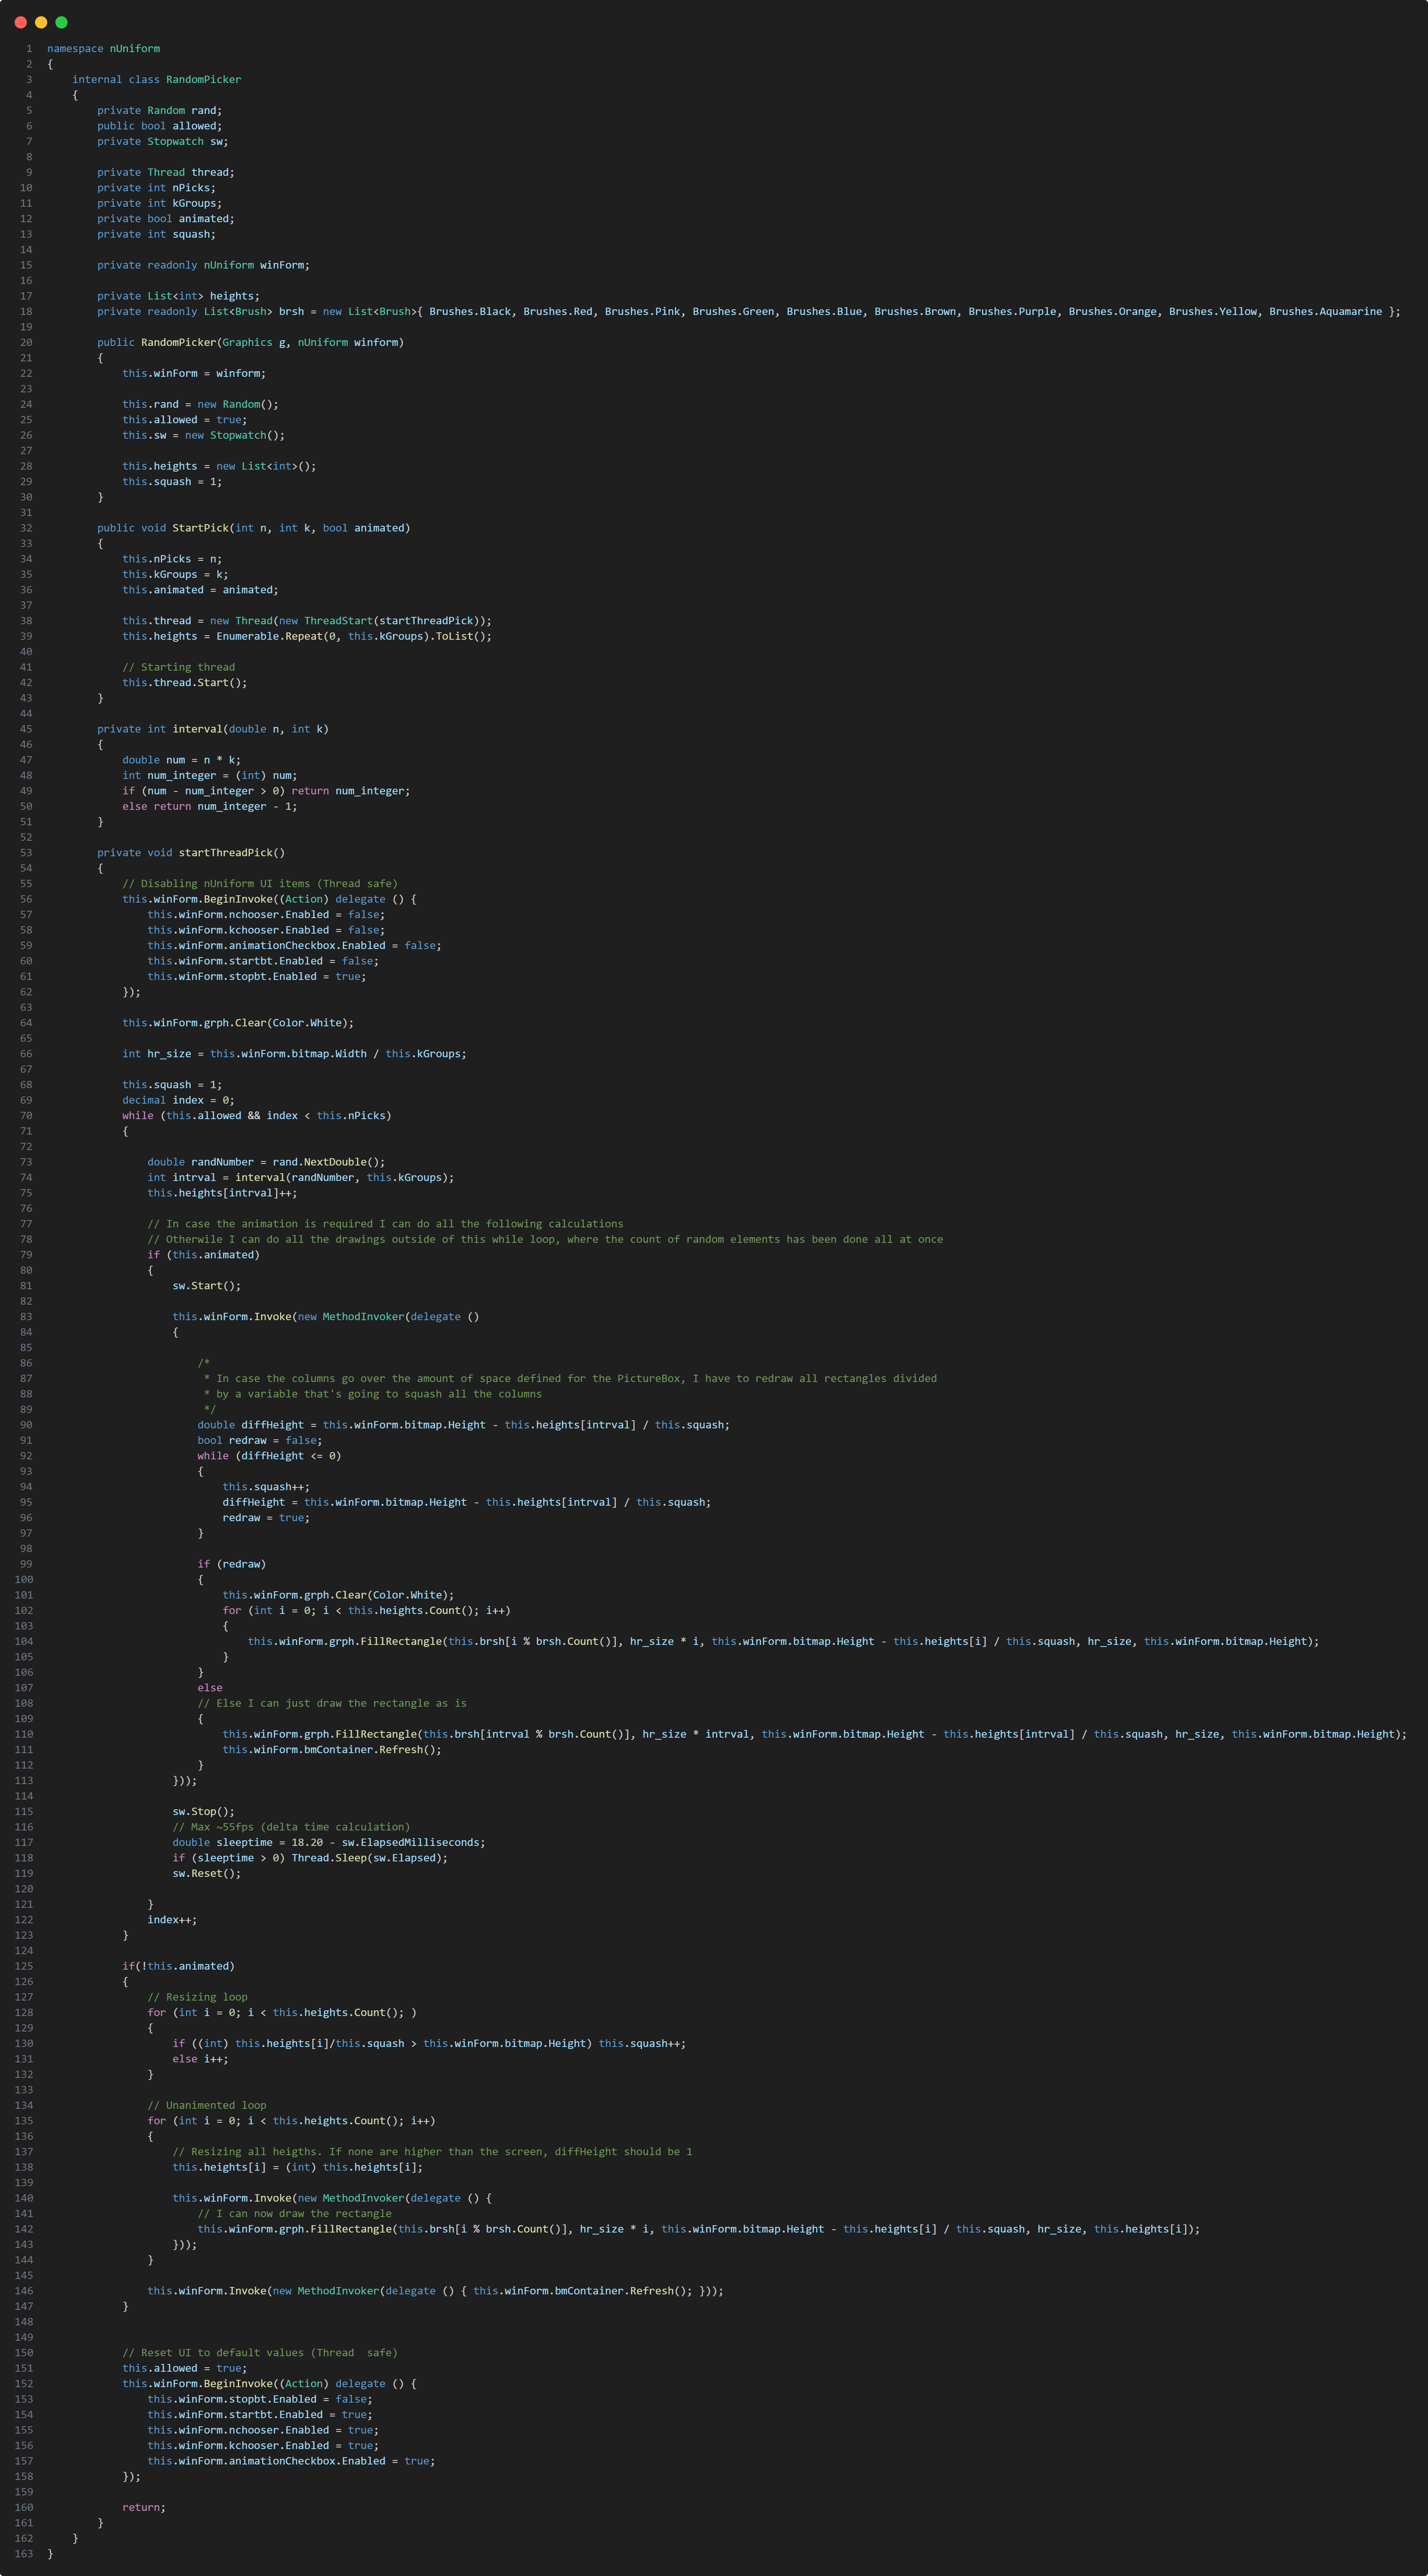 1 namespace nUniform
2 {
3     internal class RandomPicker
4     {
5         private Random rand;
6         public bool allowed;
7         private Stopwatch sw;
8
9         private Thread thread;
10         private int nPicks;
11         private int kGroups;
12         private bool animated;
13         private int squash;
14
15         private readonly nUniform winForm;
16
17         private List<int> heights;
18         private readonly List<Brush> brsh = new List<Brush>{ Brushes.Black, Brushes.Red, Brushes.Pink, Brushes.Green, Brushes.Blue, Brushes.Brown, Brushes.Purple, Brushes.Orange, Brushes.Yellow, Brushes.Aquamarine };
19
20         public RandomPicker(Graphics g, nUniform winform)
21         {
22             this.winForm = winform;
23
24             this.rand = new Random();
25             this.allowed = true;
26             this.sw = new Stopwatch();
27
28             this.heights = new List<int>();
29             this.squash = 1;
30         }
31
32         public void StartPick(int n, int k, bool animated)
33         {
34             this.nPicks = n;
35             this.kGroups = k;
36             this.animated = animated;
37
38             this.thread = new Thread(new ThreadStart(startThreadPick));
39             this.heights = Enumerable.Repeat(0, this.kGroups).ToList();
40
41             // Starting thread
42             this.thread.Start();
43         }
44
45         private int interval(double n, int k)
46         {
47             double num = n * k;
48             int num_integer = (int) num;
49             if (num - num_integer > 0) return num_integer;
50             else return num_integer - 1;
51         }
52
53         private void startThreadPick()
54         {
55             // Disabling nUniform UI items (Thread safe)
56             this.winForm.BeginInvoke((Action) delegate () {
57                 this.winForm.nchooser.Enabled = false;
58                 this.winForm.kchooser.Enabled = false;
59                 this.winForm.animationCheckbox.Enabled = false;
60                 this.winForm.startbt.Enabled = false;
61                 this.winForm.stopbt.Enabled = true;
62             });
63
64             this.winForm.grph.Clear(Color.White);
65
66             int hr_size = this.winForm.bitmap.Width / this.kGroups;
67
68             this.squash = 1;
69             decimal index = 0;
70             while (this.allowed && index < this.nPicks)
71             {
72
73                 double randNumber = rand.NextDouble();
74                 int intrval = interval(randNumber, this.kGroups);
75                 this.heights[intrval]++;
76
77                 // In case the animation is required I can do all the following calculations
78                 // Otherwile I can do all the drawings outside of this while loop, where the count of random elements has been done all at once
79                 if (this.animated)
80                 {
81                     sw.Start();
82
83                     this.winForm.Invoke(new MethodInvoker(delegate ()
84                     {
85
86                         /*
87                          * In case the columns go over the amount of space defined for the PictureBox, I have to redraw all rectangles divided
88                          * by a variable that's going to squash all the columns
89                          */
90                         double diffHeight = this.winForm.bitmap.Height - this.heights[intrval] / this.squash;
91                         bool redraw = false;
92                         while (diffHeight <= 0)
93                         {
94                             this.squash++;
95                             diffHeight = this.winForm.bitmap.Height - this.heights[intrval] / this.squash;
96                             redraw = true;
97                         }
98
99                         if (redraw)
100                         {
101                             this.winForm.grph.Clear(Color.White);
102                             for (int i = 0; i < this.heights.Count(); i++)
103                             {
104                                 this.winForm.grph.FillRectangle(this.brsh[i % brsh.Count()], hr_size * i, this.winForm.bitmap.Height - this.heights[i] / this.squash, hr_size, this.winForm.bitmap.Height);
105                             }
106                         }
107                         else
108                         // Else I can just draw the rectangle as is
109                         {
110                             this.winForm.grph.FillRectangle(this.brsh[intrval % brsh.Count()], hr_size * intrval, this.winForm.bitmap.Height - this.heights[intrval] / this.squash, hr_size, this.winForm.bitmap.Height);
111                             this.winForm.bmContainer.Refresh();
112                         }
113                     }));
114
115                     sw.Stop();
116                     // Max ~55fps (delta time calculation)
117                     double sleeptime = 18.20 - sw.ElapsedMilliseconds;
118                     if (sleeptime > 0) Thread.Sleep(sw.Elapsed);
119                     sw.Reset();
120
121                 }
122                 index++;
123             }
124
125             if(!this.animated)
126             {
127                 // Resizing loop
128                 for (int i = 0; i < this.heights.Count(); )
129                 {
130                     if ((int) this.heights[i]/this.squash > this.winForm.bitmap.Height) this.squash++;
131                     else i++;
132                 }
133
134                 // Unanimented loop
135                 for (int i = 0; i < this.heights.Count(); i++)
136                 {
137                     // Resizing all heigths. If none are higher than the screen, diffHeight should be 1
138                     this.heights[i] = (int) this.heights[i];
139
140                     this.winForm.Invoke(new MethodInvoker(delegate () {
141                         // I can now draw the rectangle
142                         this.winForm.grph.FillRectangle(this.brsh[i % brsh.Count()], hr_size * i, this.winForm.bitmap.Height - this.heights[i] / this.squash, hr_size, this.heights[i]);
143                     }));
144                 }
145
146                 this.winForm.Invoke(new MethodInvoker(delegate () { this.winForm.bmContainer.Refresh(); }));
147             }
148
149
150             // Reset UI to default values (Thread  safe)
151             this.allowed = true;
152             this.winForm.BeginInvoke((Action) delegate () {
153                 this.winForm.stopbt.Enabled = false;
154                 this.winForm.startbt.Enabled = true;
155                 this.winForm.nchooser.Enabled = true;
156                 this.winForm.kchooser.Enabled = true;
157                 this.winForm.animationCheckbox.Enabled = true;
158             });
159
160             return;
161         }
162     }
163 }